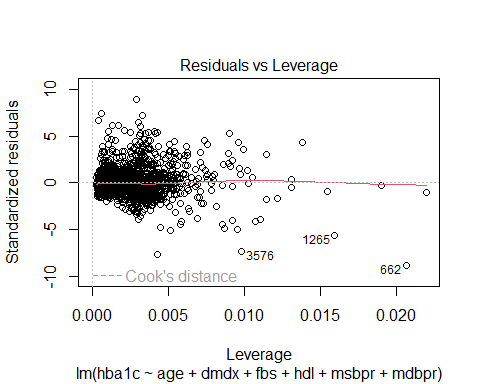 Residuals vs Leverage
Standardized residuals
10
5
0
-5
-10
3576
1265
662
Cook's distance
0.000
0.005
0.010
0.015
0.020
Leverage
lm(hba1c ~ age + dmdx + fbs + hdl + msbpr + mdbpr)